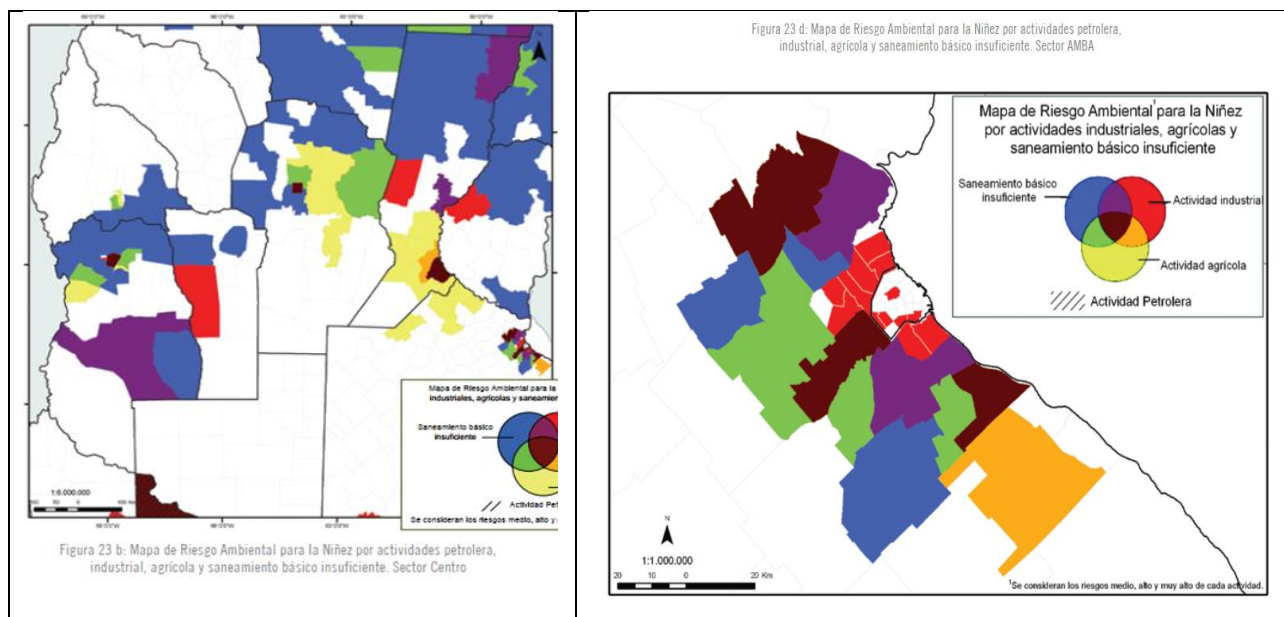 Mapa de Riesgo Ambiental para la
industriales, agrícolas y saneamien
Saneamiento básico
insuficiente
Actividad Pet
Se consideran los riesgos medio, alto y
1:6.000.000
Figura 23 b: Mapa de Riesgo Ambiental para la Niñez por actividades petrolera,
industrial, agrícola y saneamiento básico insuficiente. Sector Centro
Figura 23 d: Mapa de Riesgo Ambiental para la Niñez por actividades petrolera,
industrial, agrícola y saneamiento básico insuficiente. Sector AMBA
Mapa de Riesgo Ambiental¹ para la Niñez
por actividades industriales, agrícolas y
saneamiento básico insuficiente
Saneamiento básico
insuficiente
Actividad industrial
Actividad agrícola
Actividad Petrolera
N
1:1.000.000
20 10 0 20 Km
¹Se consideran los riesgos medio, alto y muy alto de cada actividad.